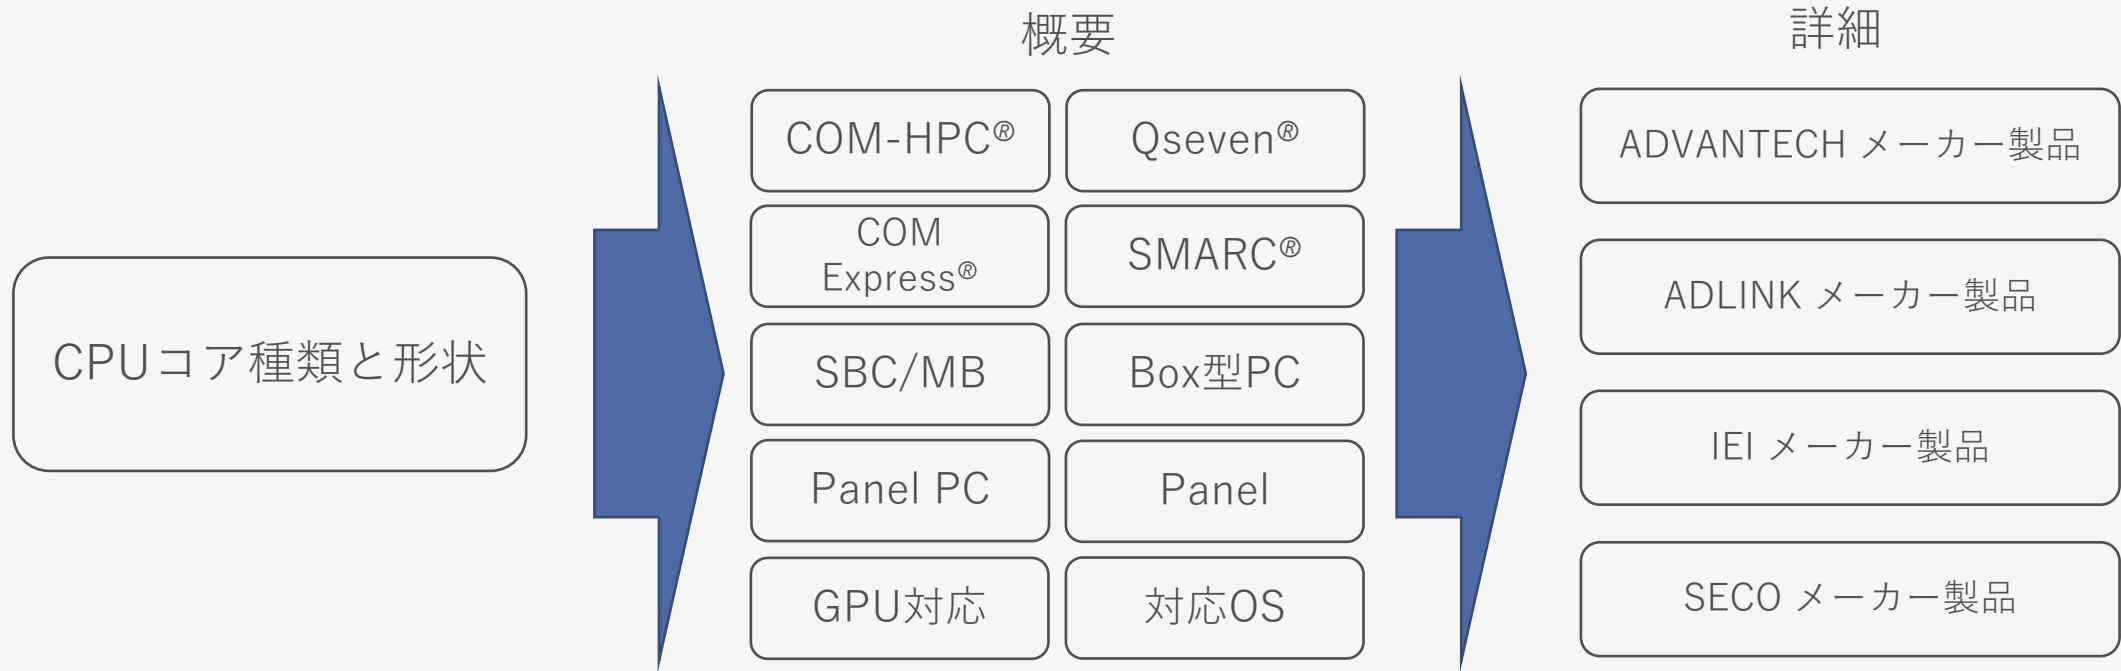 概要
詳細
CPUコア種類と形状
COM-HPC®
Qseven®
COM
Express®
SMARC®
SBC/MB
Box型PC
Panel PC
Panel
GPU対応
対応OS
ADVANTECH メーカー製品
ADLINK メーカー製品
IEI メーカー製品
SECO メーカー製品